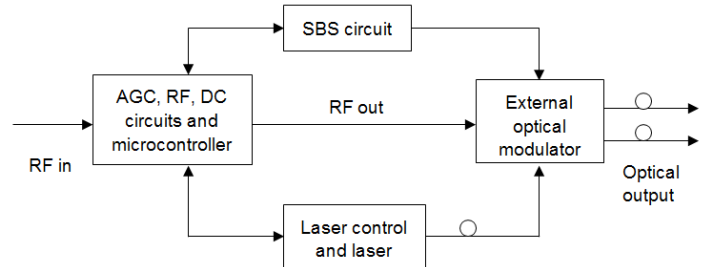 SBS circuit
AGC, RF, DC
circuits and
microcontroller
RF in
RF out
External
optical
modulator
Optical
output
Laser control
and laser